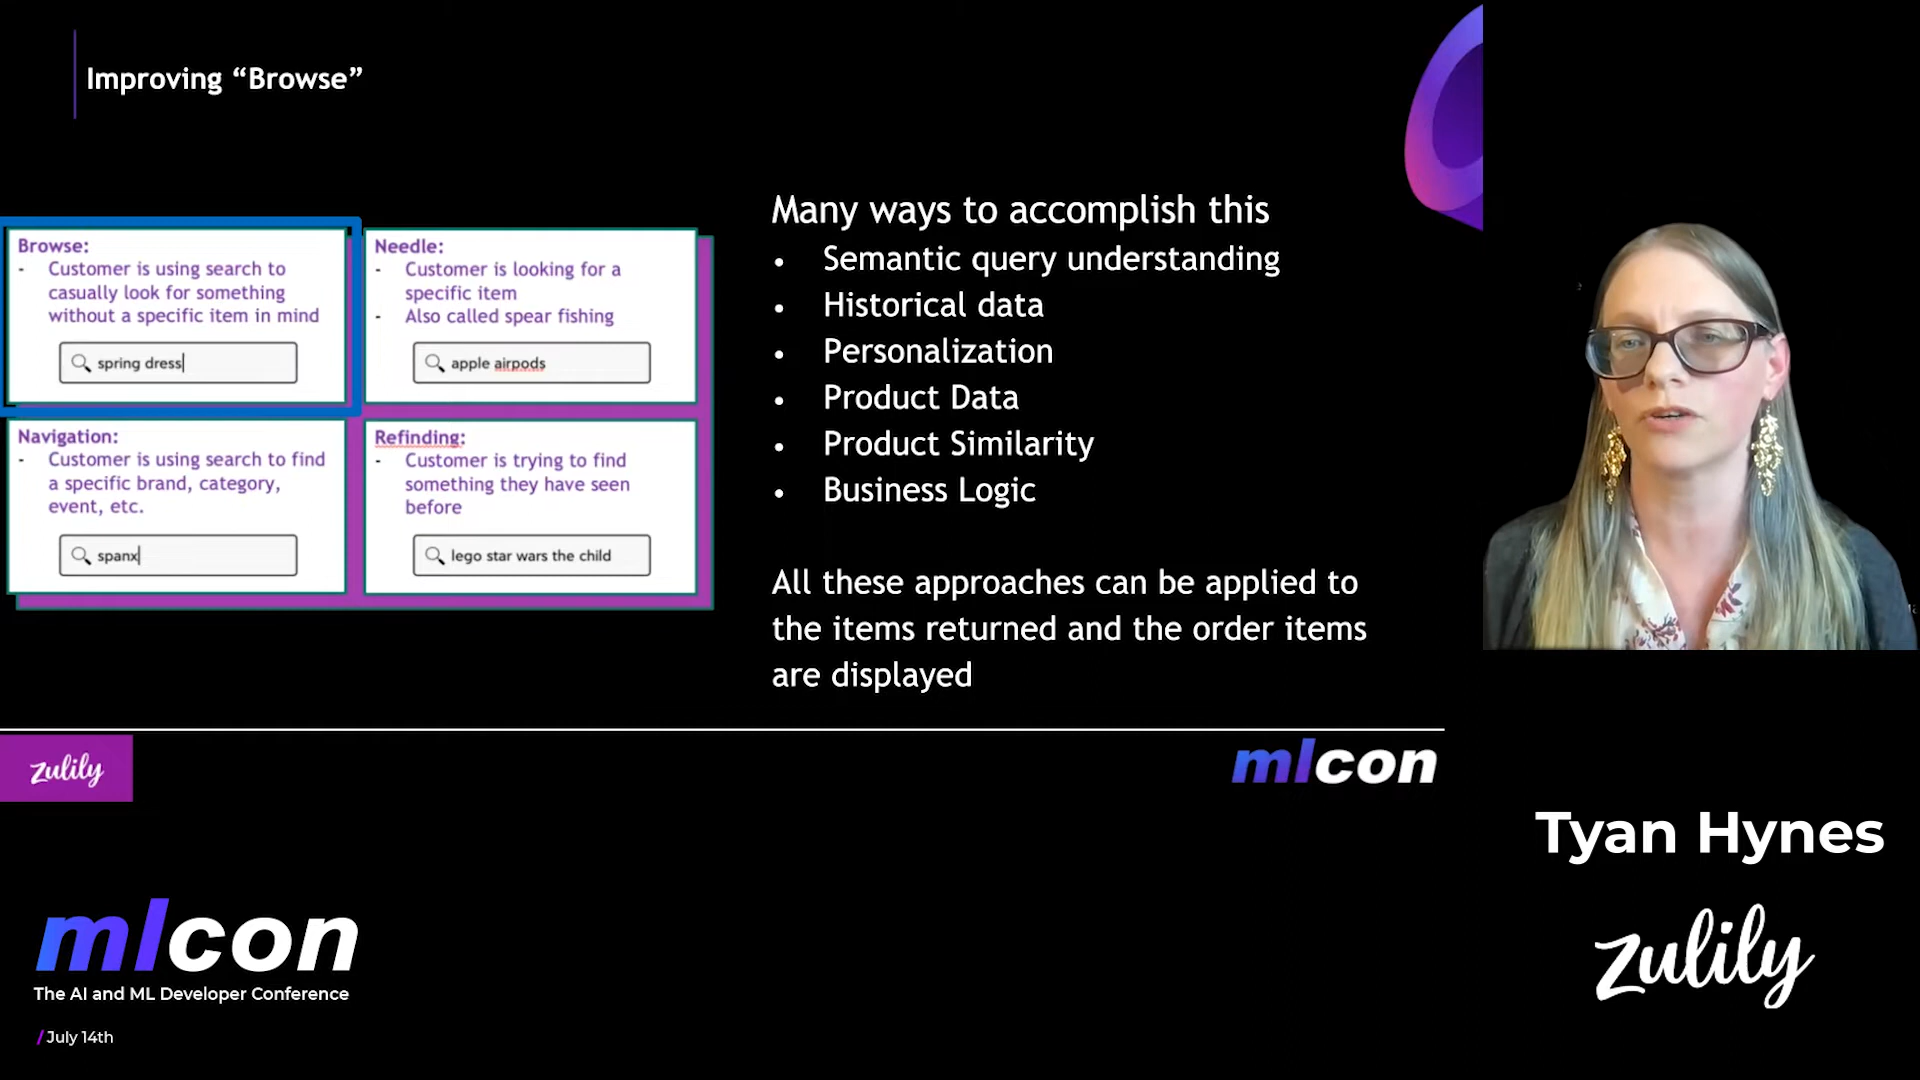 Improving “Browse”
Browse:
- Customer is using search to
casually look for something
without a specific item in mind
spring dress
Needle:
- Customer is looking for a
specific item
- Also called spear fishing
apple airpods
Navigation:
- Customer is using search to find
a specific brand, category,
event, etc.
spanx
Refinding:
- Customer is trying to find
something they have seen
before
lego star wars the child
Many ways to accomplish this
• Semantic query understanding
• Historical data
• Personalization
• Product Data
• Product Similarity
• Business Logic
All these approaches can be applied to
the items returned and the order items
are displayed
zulily
mlcon
Tyan Hynes
zulily
mlcon
The AI and ML Developer Conference
/July 14th